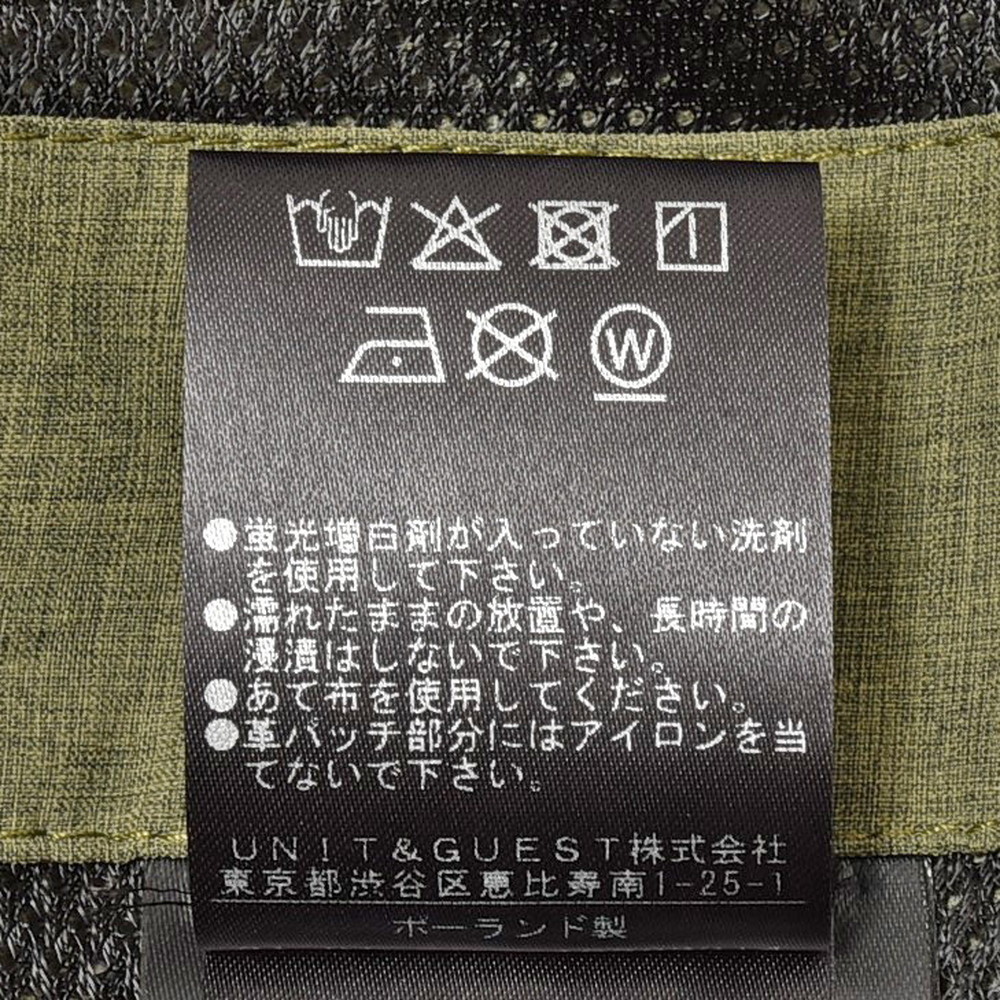 W
●蛍光増白剤が入っていない洗剤
を使用して下さい。
●濡れたままの放置や、長時間の
浸漬はしないで下さい。
●あて布を使用してください。
●革パッチ部分にはアイロンを当
てないで下さい。
UNIT&GUEST株式会社
東京都渋谷区恵比寿南1-25-1
ポーランド製